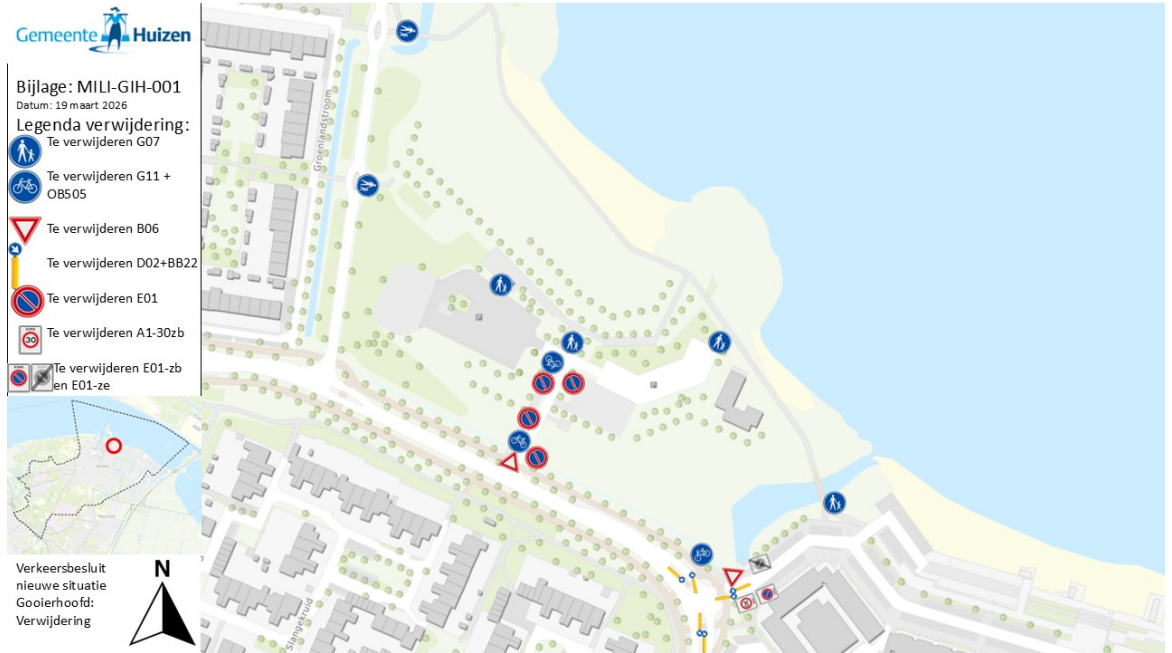 Gemeente Huizen
Bijlage: MILI-GIH-001
Datum: 19 maart 2026
Legenda verwijdering:
Te verwijderen G07
Te verwijderen G11 +
OB505
Te verwijderen B06
Te verwijderen D02+BB22
Te verwijderen E01
Te verwijderen A1-30zb
30
Te verwijderen E01-zb
en E01-ze
Verkeersbesluit
nieuwe situatie
Gooierhoofd:
Verwijdering
N
Groenlandstroom
Slangekruid
30